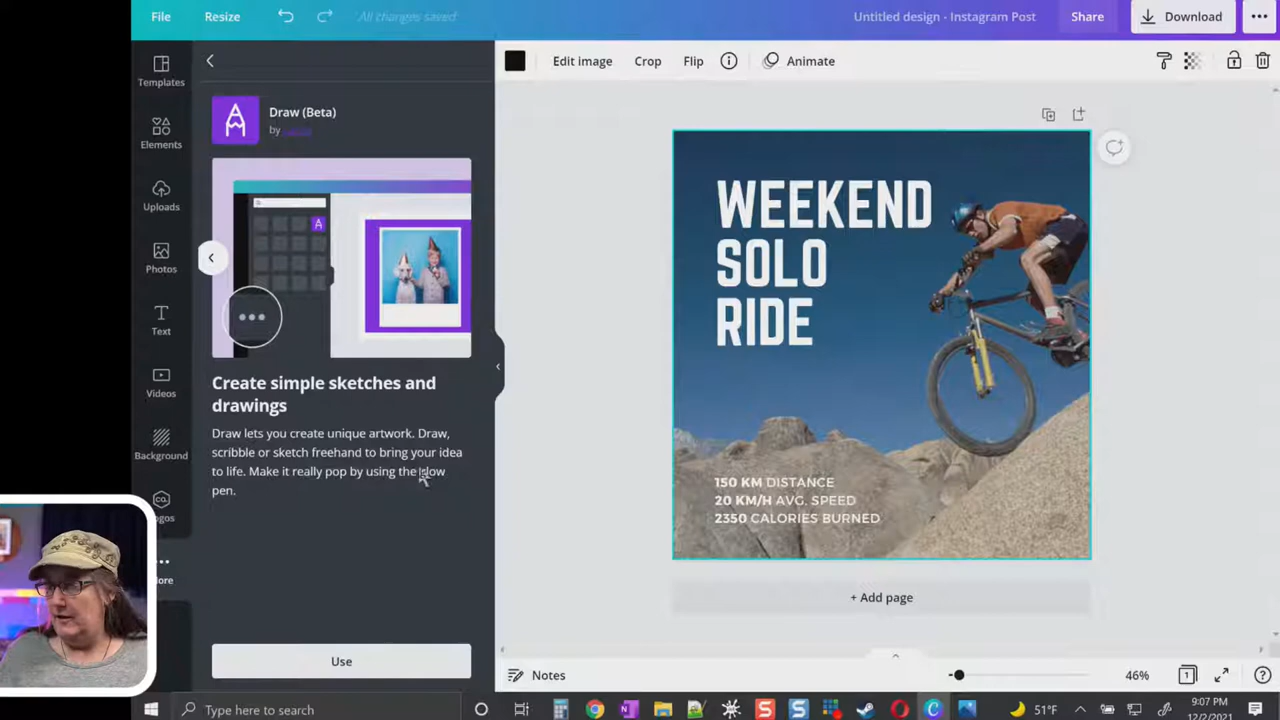 File
Resize
All changes saved
Untitled design - Instagram Post
Share
Download
Templates
Elements
Uploads
Photos
Text
Videos
Background
ogos
ore
Draw (Beta)
by
Create simple sketches and
drawings
Draw lets you create unique artwork. Draw,
scribble or sketch freehand to bring your idea
to life. Make it really pop by using the
pen.
Use
Edit image
Crop
Flip
Animate
WEEKEND
SOLO
RIDE
150 KM DISTANCE
20 KM/H AVG. SPEED
2350 CALORIES BURNED
+ Add page
Notes
46%
1
Type here to search
51°F
9:07 PM
12/2/2021